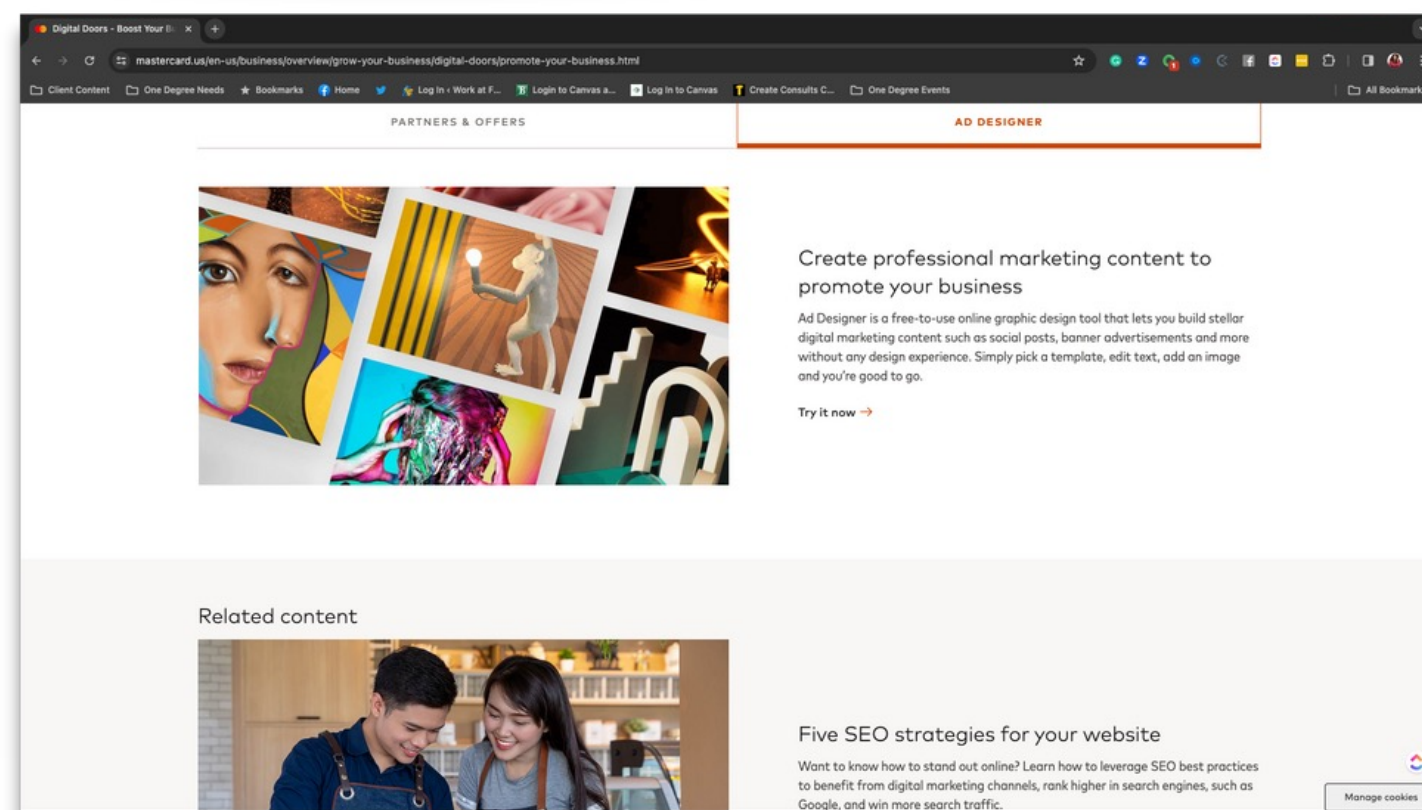 Digital Doors - Boost Your B
mastercard.us/en-us/business/overview/grow-your-business/digital-doors/promote-your-business.html
Client Content One Degree Needs Bookmarks Home Log In ‹ Work at F... Login to Canvas a... Log In to Canvas Create Consults C... One Degree Events All Bookmark
PARTNERS & OFFERS AD DESIGNER
Create professional marketing content to
promote your business
Ad Designer is a free-to-use online graphic design tool that lets you build stellar
digital marketing content such as social posts, banner advertisements and more
without any design experience. Simply pick a template, edit text, add an image
and you're good to go.
Try it now →
Related content
Five SEO strategies for your website
Want to know how to stand out online? Learn how to leverage SEO best practices
to benefit from digital marketing channels, rank higher in search engines, such as
Google, and win more search traffic.
Manage cookies